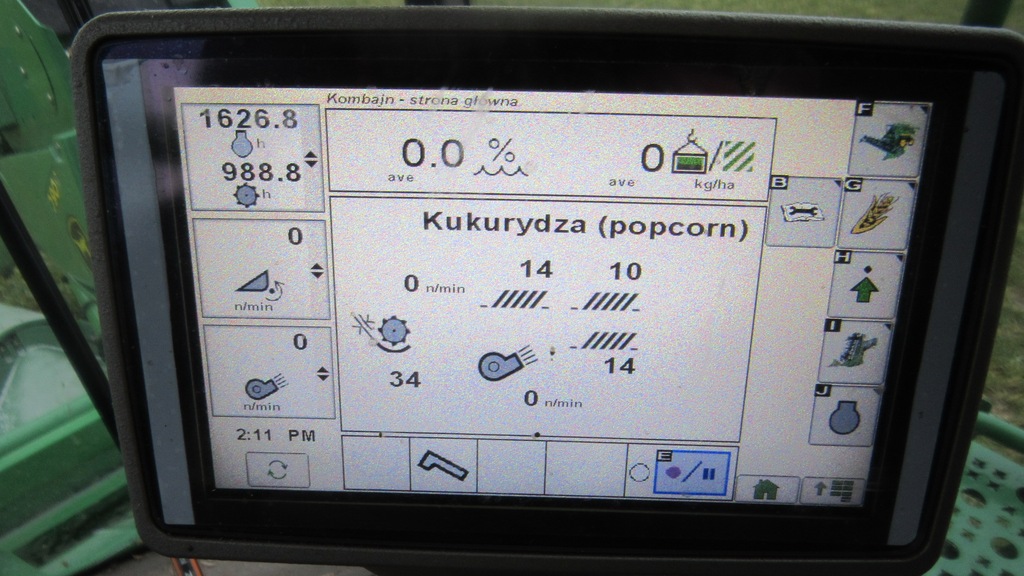 Kombajn - strona główna
1626.8
h
988.8
h
0.0 %
ave
0
ave kg/ha
F
B
G
Kukurydza (popcorn)
0
n/min
0 n/min
14 10
H
34
14
0 n/min
I
0
n/min
J
2:11 PM
E